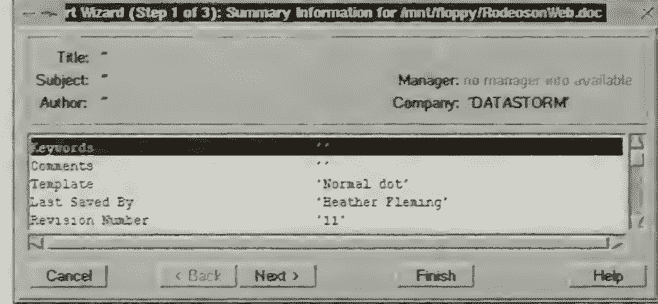 rt Wizard (Step 1 of 3): Summary Information for /mnt/floppy/RodeosonWeb.doc
Title: "
Subject: "
Manager: no manager info available
Author: "
Company: 'DATASTORM'
Keywords ''
Comments ''
Template 'Normal dot'
Last Saved By 'Heather Fleming'
Revision Number '11'
Cancel < Back Next > Finish Help